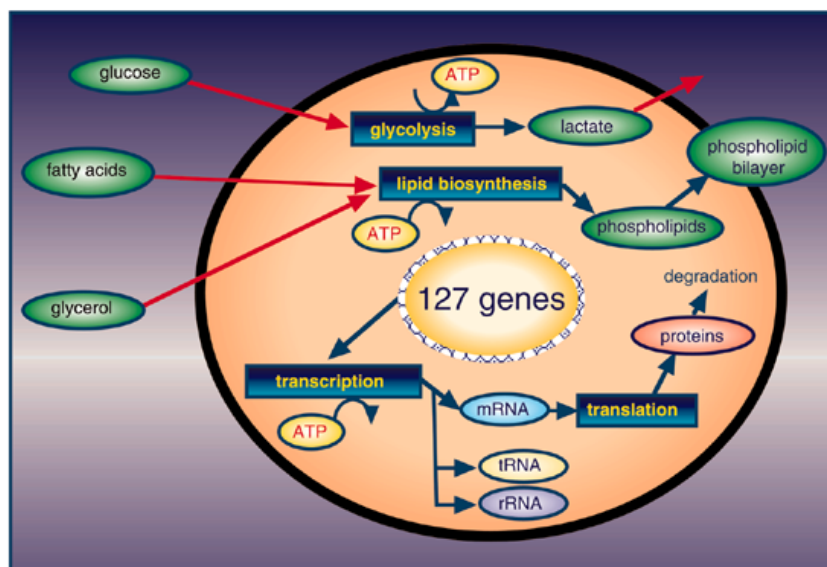 glucose
ATP
glycolysis
lactate
phospholipid
bilayer
fatty acids
lipid biosynthesis
ATP
phospholipids
degradation
glycerol
127 genes
proteins
transcription
mRNA
translation
ATP
tRNA
rRNA